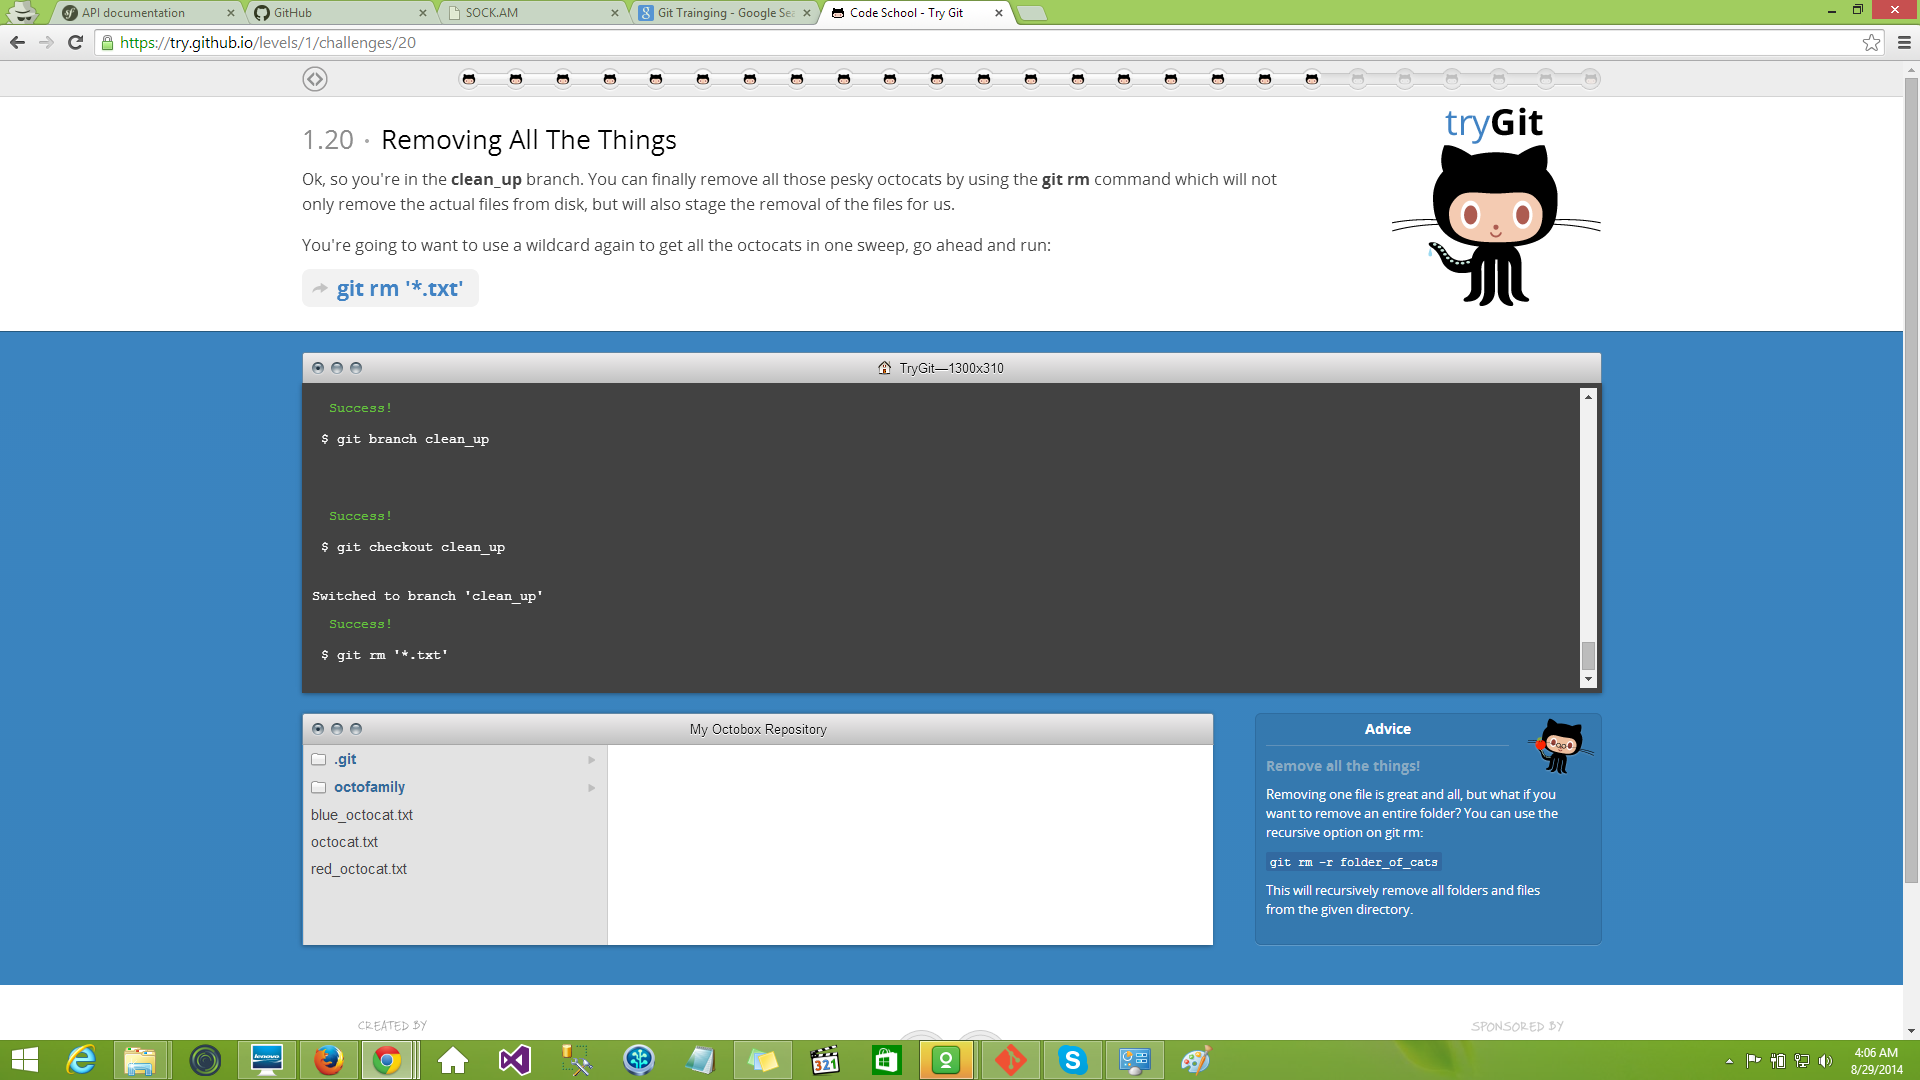 API documentation
GitHub
SOCK.AM
Git Trainging - Google Sea
Code School - Try Git
https://try.github.io/levels/1/challenges/20
1.20 · Removing All The Things
Ok, so you're in the clean_up branch. You can finally remove all those pesky octocats by using the git rm command which will not
only remove the actual files from disk, but will also stage the removal of the files for us.
You're going to want to use a wildcard again to get all the octocats in one sweep, go ahead and run:
git rm '*.txt'
tryGit
TryGit—1300x310
Success!
$ git branch clean_up
Success!
$ git checkout clean_up
Switched to branch 'clean_up'
Success!
$ git rm '*.txt'
My Octobox Repository
.git
octofamily
blue_octocat.txt
octocat.txt
red_octocat.txt
Advice
Remove all the things!
Removing one file is great and all, but what if you
want to remove an entire folder? You can use the
recursive option on git rm:
git rm -r folder_of_cats
This will recursively remove all folders and files
from the given directory.
CREATED BY
SPONSORED BY
lenovo
321
4:06 AM
8/29/2014